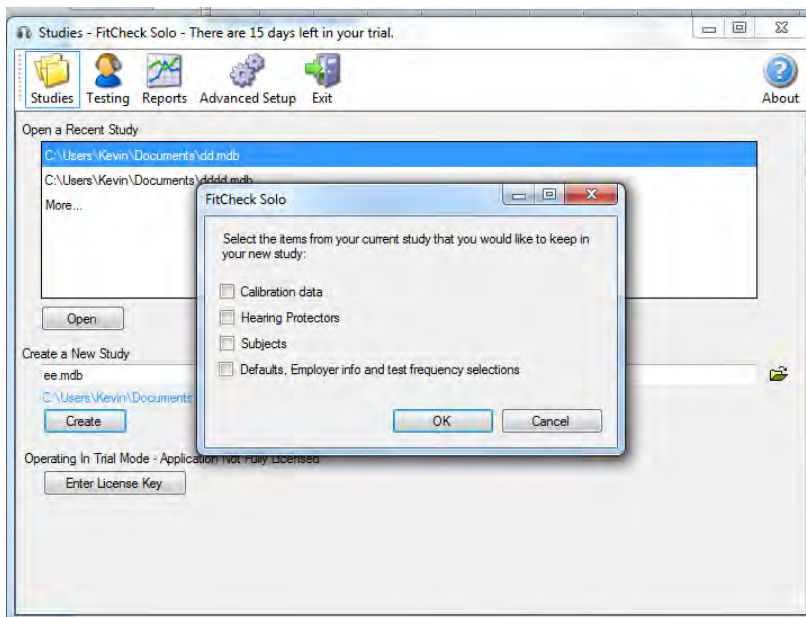 Studies - FitCheck Solo - There are 15 days left in your trial.
Studies Testing Reports Advanced Setup Exit About
Open a Recent Study
C:\Users\Kevin\Documents\dd.mdb
C:\Users\Kevin\Documents\dddd.mdb
More...
FitCheck Solo
Select the items from your current study that you would like to keep in
your new study:
Calibration data
Hearing Protectors
Subjects
Defaults, Employer info and test frequency selections
OK Cancel
Open
Create a New Study
ee.mdb
C:\Users\Kevin\Documents
Create
Operating In Trial Mode - Application Not Fully Licensed
Enter License Key